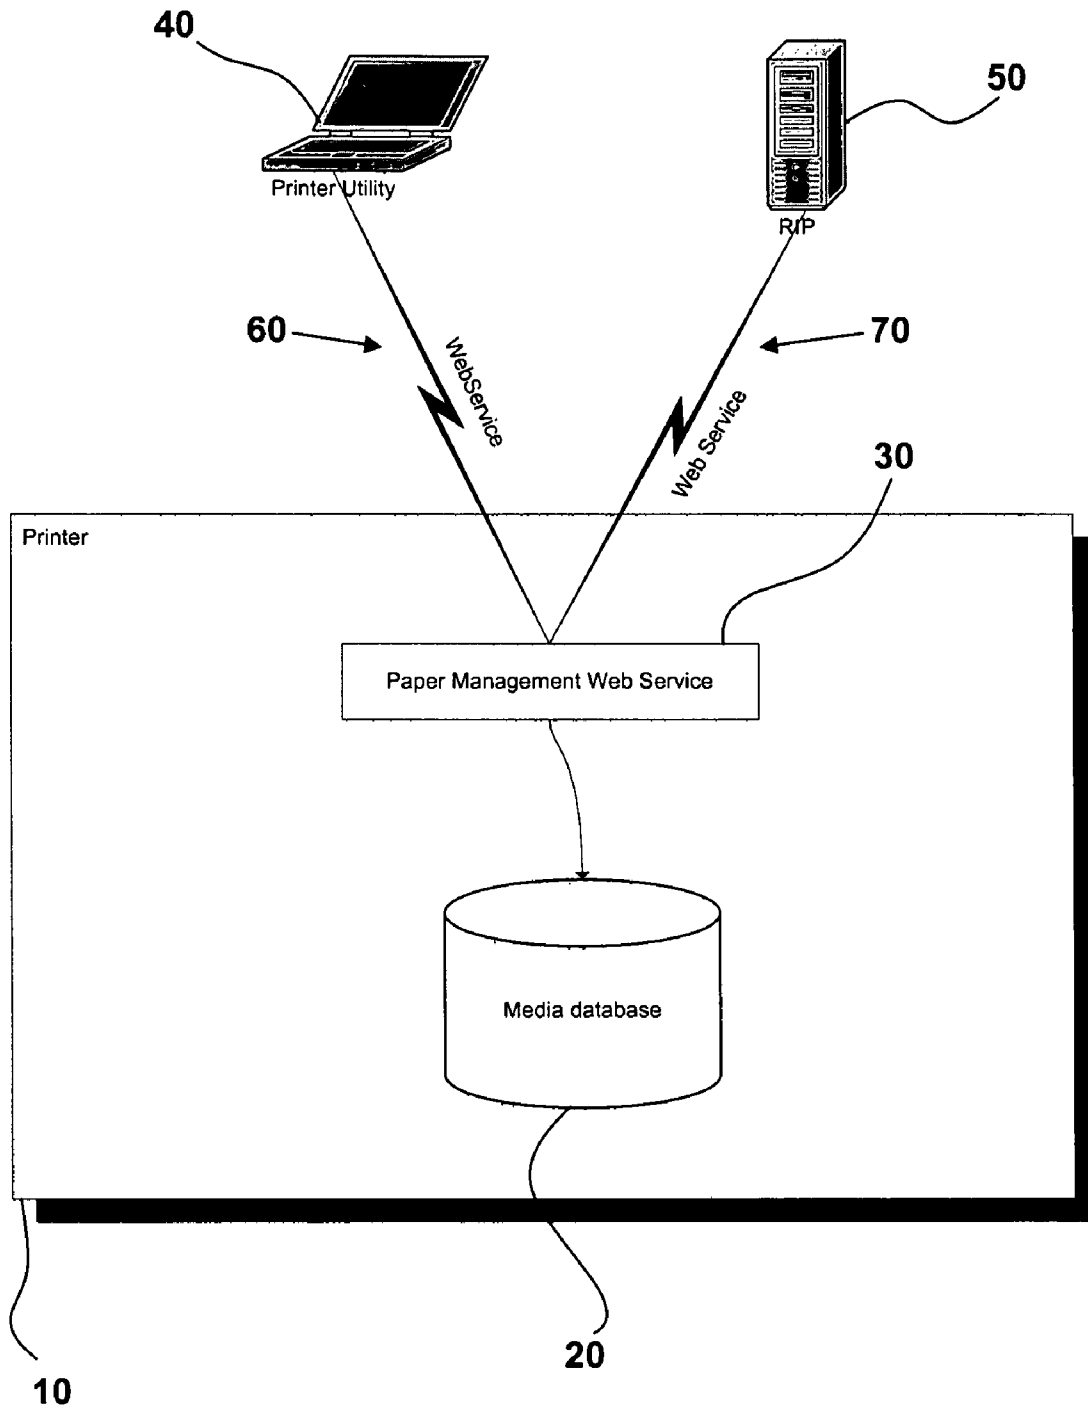 40
50
Printer Utility
RIP
60
WebService
70
Web Service
30
Printer
Paper Management Web Service
Media database
20
10